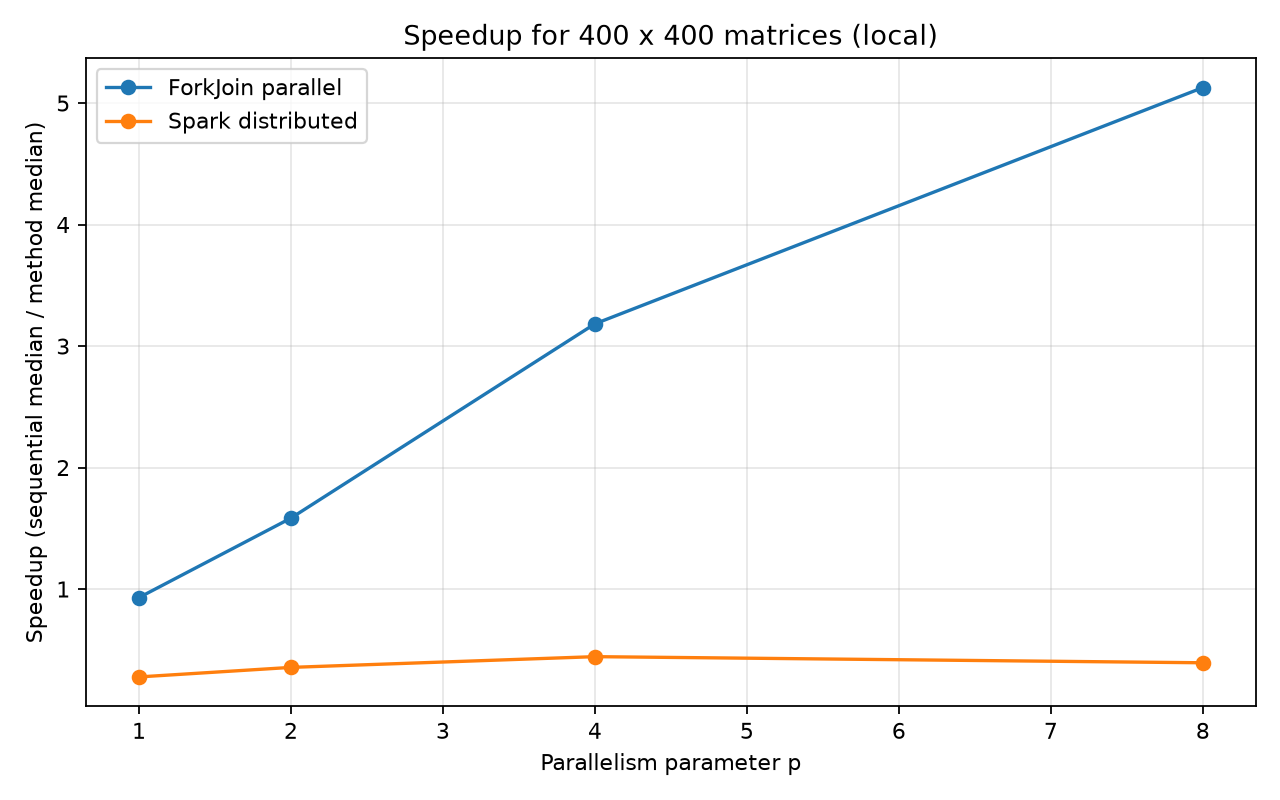 Speedup for 400 x 400 matrices (local)
ForkJoin parallel
Spark distributed
Speedup (sequential median / method median)
5
4
3
2
1
1 2 3 4 5 6 7 8
Parallelism parameter p